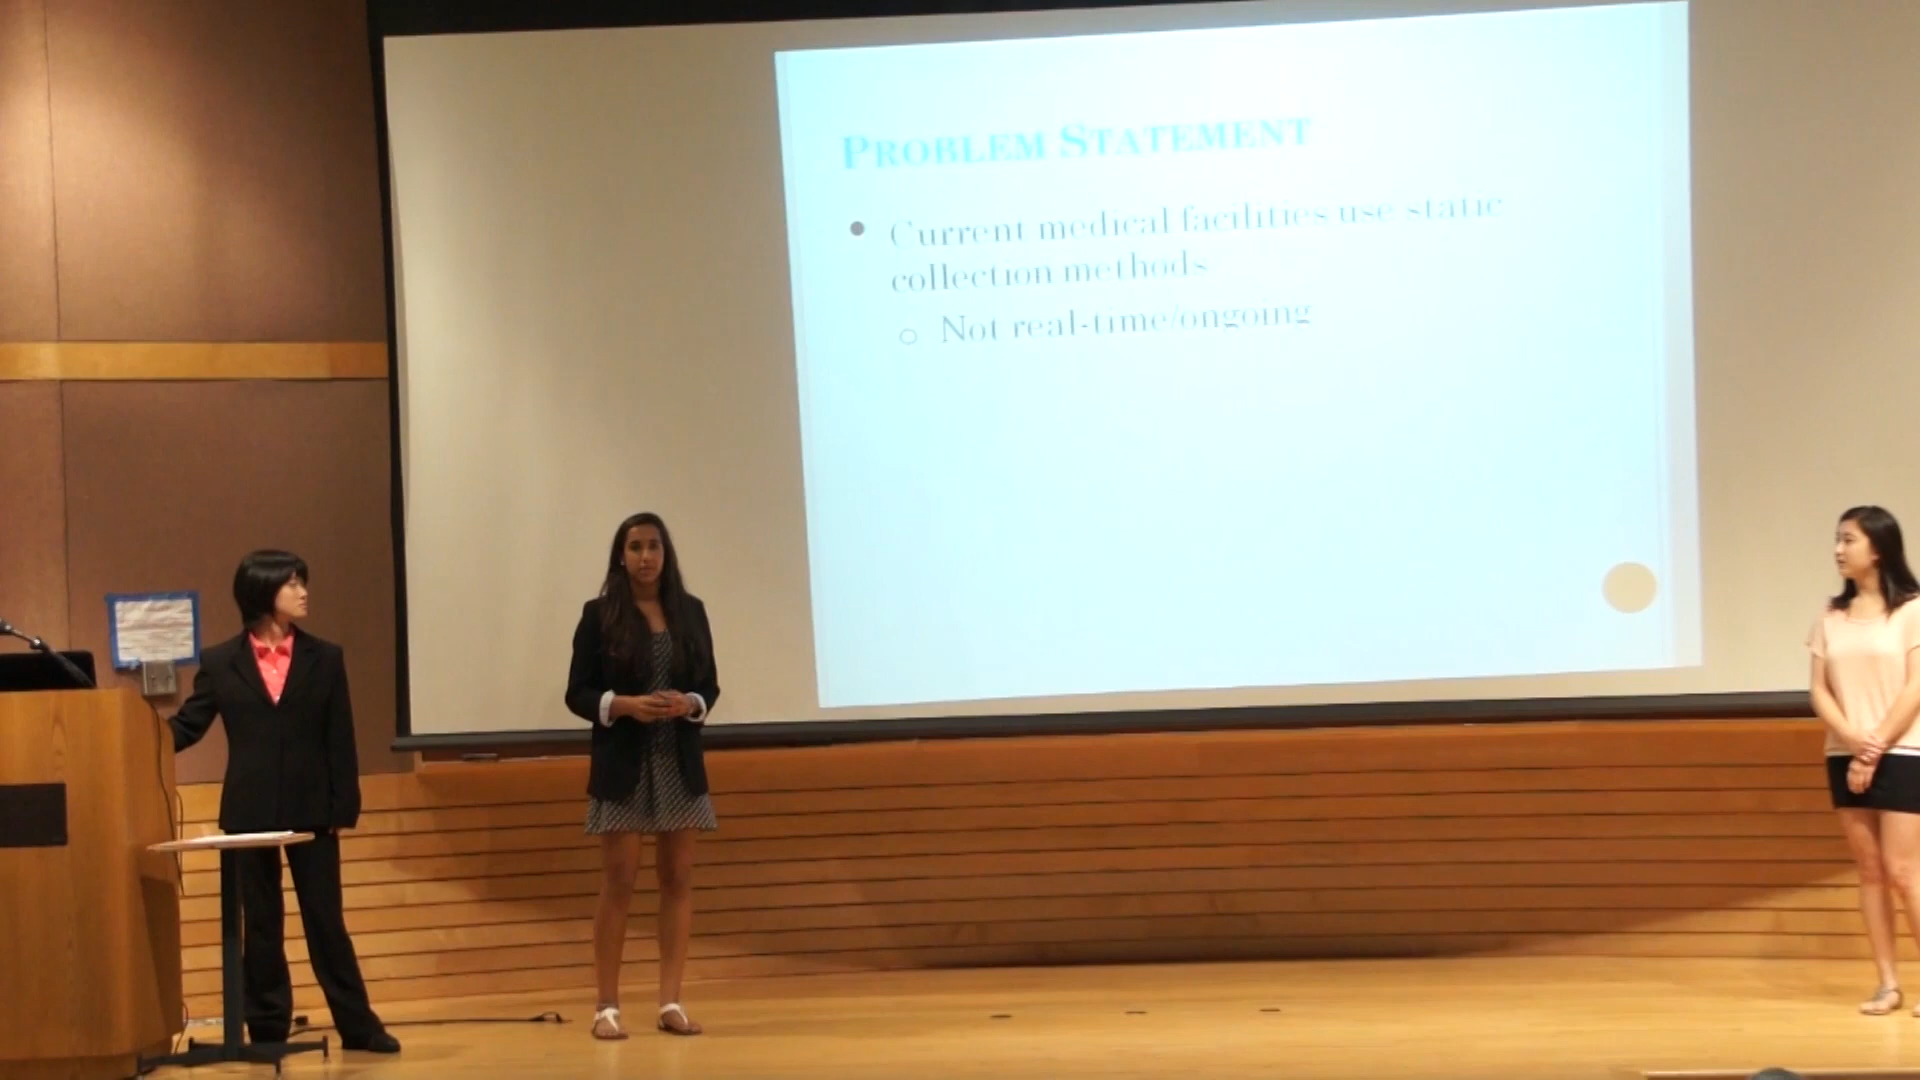 PROBLEM STATEMENT
• Current medical facilities use static
collection methods
○ Not real-time/ongoing